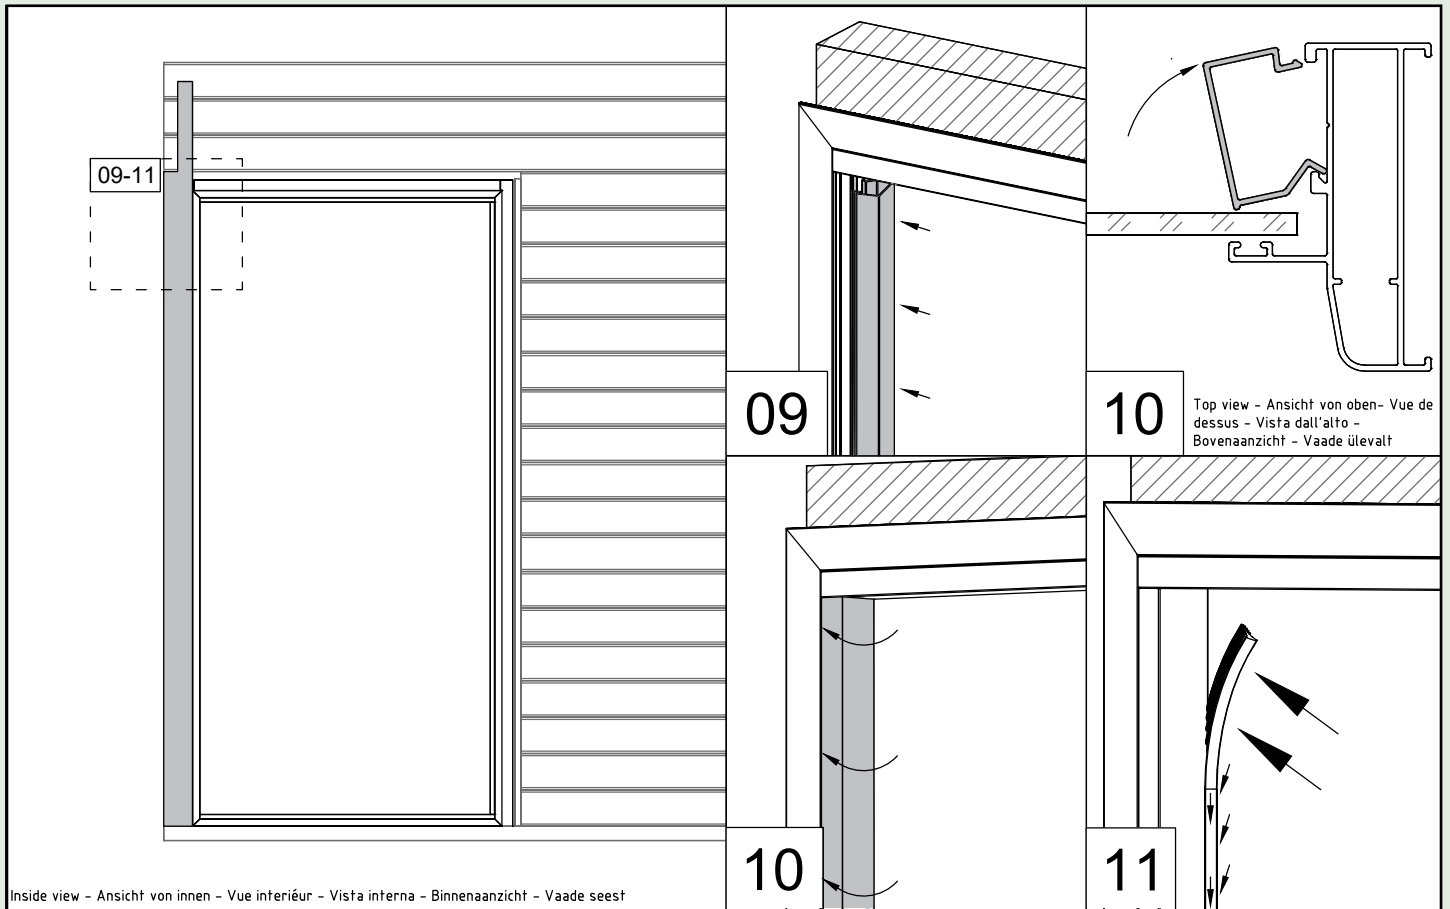 09-11
Inside view - Ansicht von innen - Vue interiéur - Vista interna - Binnenaanzicht - Vaade seest
09
10
Top view - Ansicht von oben- Vue de
dessus - Vista dall'alto -
Bovenaanzicht - Vaade ülevalt
10
11